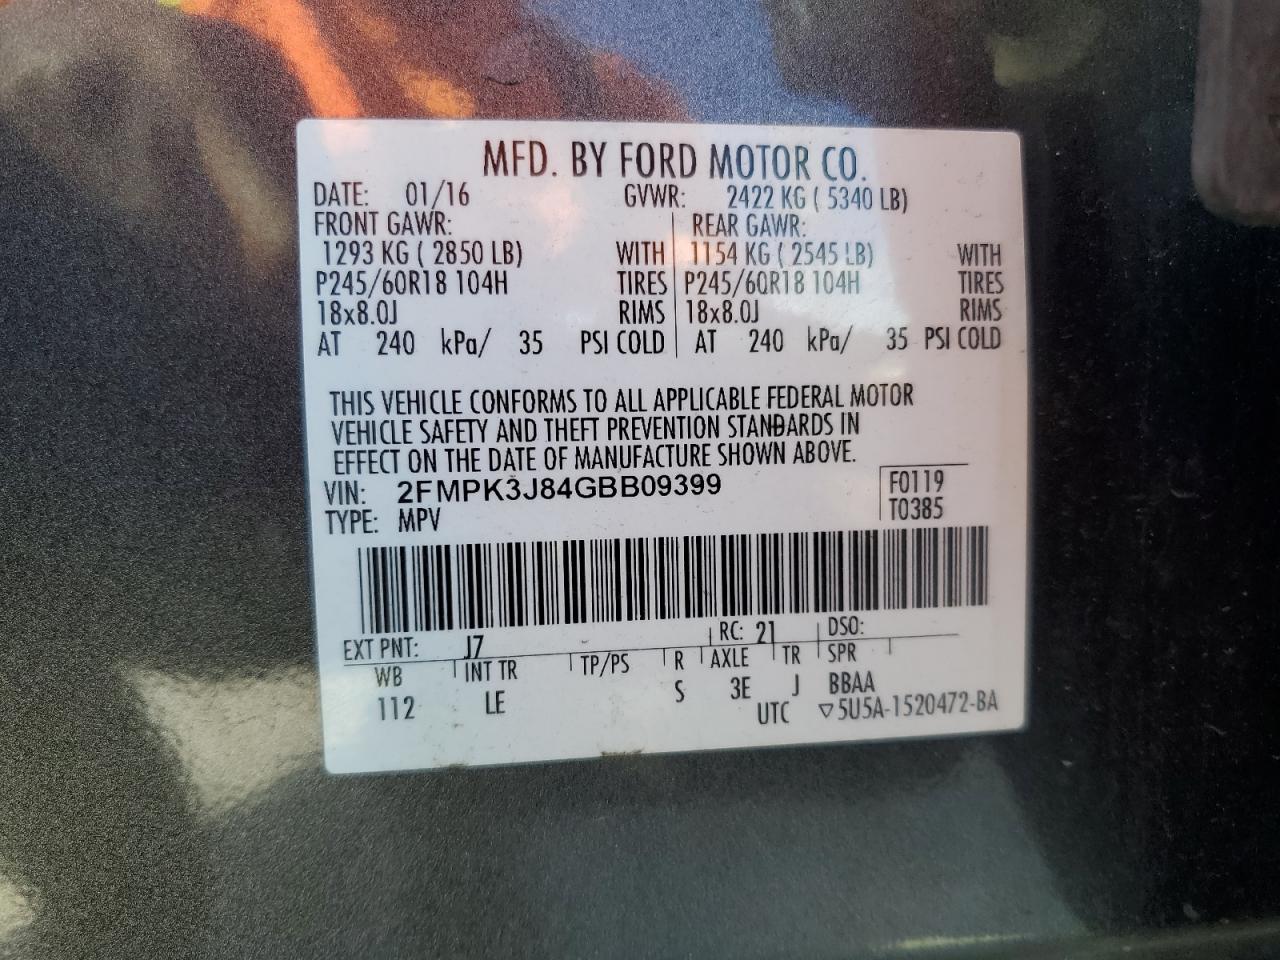 MFD. BY FORD MOTOR CO.
DATE: 01/16 GVWR: 2422 KG ( 5340 LB)
FRONT GAWR: REAR GAWR:
1293 KG ( 2850 LB) WITH 1154 KG ( 2545 LB) WITH
P245/60R18 104H TIRES P245/60R18 104H TIRES
18x8.0J RIMS 18x8.0J RIMS
AT 240 kPa/ 35 PSI COLD AT 240 kPa/ 35 PSI COLD
THIS VEHICLE CONFORMS TO ALL APPLICABLE FEDERAL MOTOR
VEHICLE SAFETY AND THEFT PREVENTION STANDARDS IN
EFFECT ON THE DATE OF MANUFACTURE SHOWN ABOVE.
VIN: 2FMPK3J84GBB09399 F0119
TYPE: MPV T0385
EXT PNT: J7 RC: 21 DSO:
WB INT TR TP/PS R AXLE TR SPR
112 LE S 3E J BBAA
UTC ▽5U5A-1520472-BA